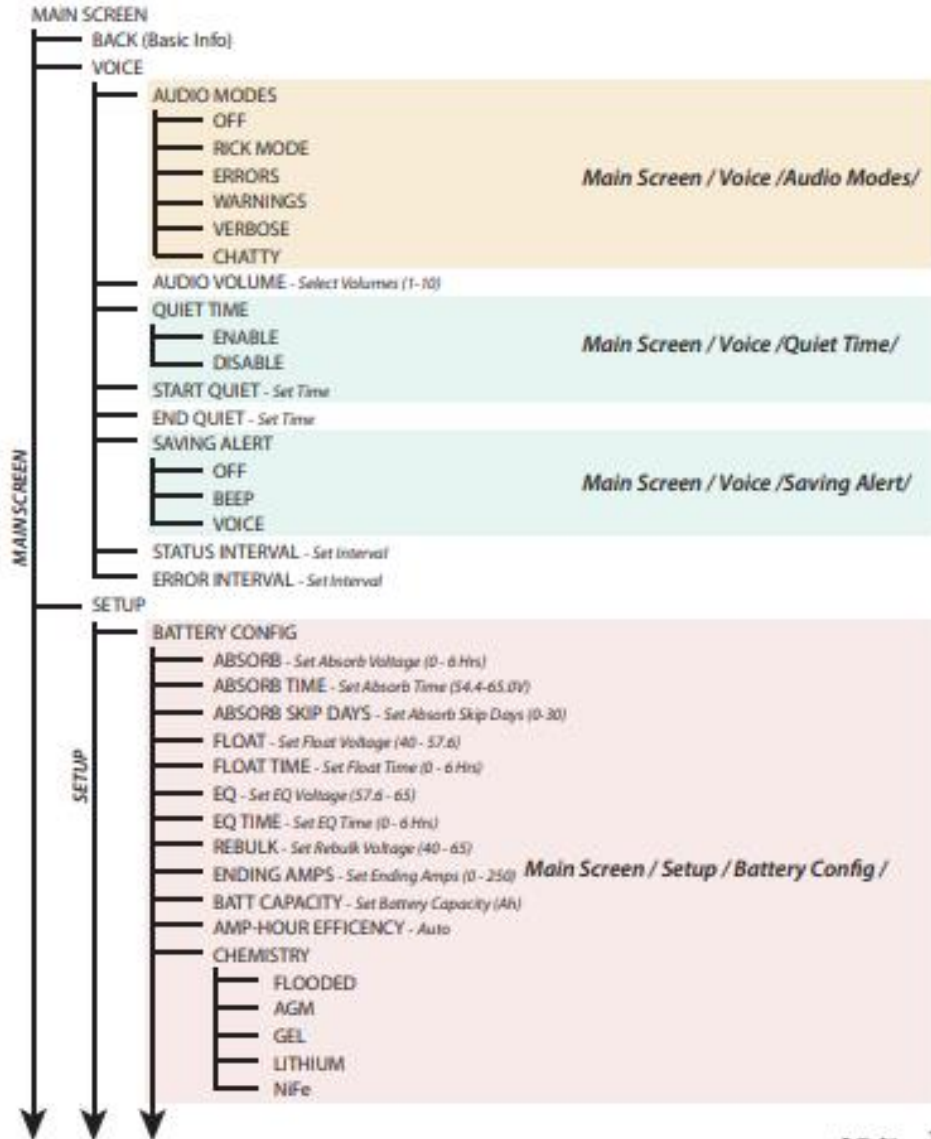 MAIN SCREEN
BACK (Basic Info)
VOICE
AUDIO MODES
OFF
RICK MODE
ERRORS
Main Screen / Voice /Audio Modes/
WARNINGS
VERBOSE
CHATTY
AUDIO VOLUME - Select Volumes (1-10)
QUIET TIME
ENABLE
Main Screen / Voice /Quiet Time/
DISABLE
START QUIET - Set Time
END QUIET - Set Time
SAVING ALERT
OFF
Main Screen / Voice /Saving Alert/
BEEP
VOICE
MAIN SCREEN
STATUS INTERVAL - Set Interval
ERROR INTERVAL - Set Interval
SETUP
BATTERY CONFIG
ABSORB - Set Absorb Voltage (0 - 6 Hrs)
ABSORB TIME - Set Absorb Time (54.4-65.0V)
ABSORB SKIP DAYS - Set Absorb Skip Days (0-30)
FLOAT - Set Float Voltage (40 - 57.6)
FLOAT TIME - Set Float Time (0 - 6 Hrs)
SETUP
EQ - Set EQ Voltage (57.6 - 65)
EQ TIME - Set EQ Time (0 - 6 Hrs)
REBULK - Set Rebulk Voltage (40 - 65)
ENDING AMPS - Set Ending Amps (0 - 250) Main Screen / Setup / Battery Config /
BATT CAPACITY - Set Battery Capacity (Ah)
AMP-HOUR EFFICENCY - Auto
CHEMISTRY
FLOODED
AGM
GEL
LITHIUM
NiFe